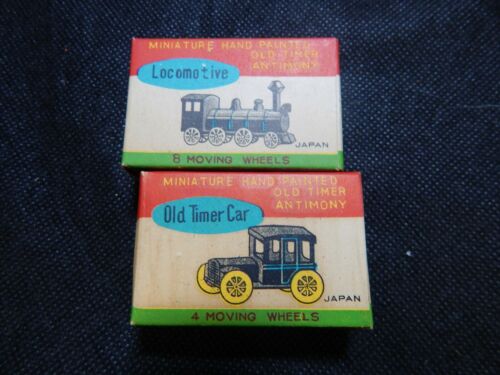 MINIATURE HAND PAINTED
OLD TIMER
ANTIMONY
Locomotive
JAPAN
8 MOVING WHEELS
MINIATURE HAND PAINTED
OLD TIMER
ANTIMONY
Old Timer Car
JAPAN
4 MOVING WHEELS